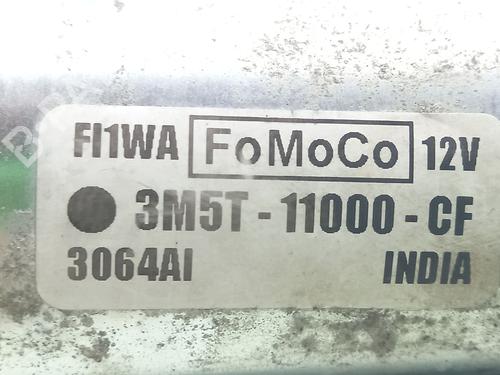 FI1WA FoMoCo 12V
3M5T - 11000 - CF
3064AI INDIA